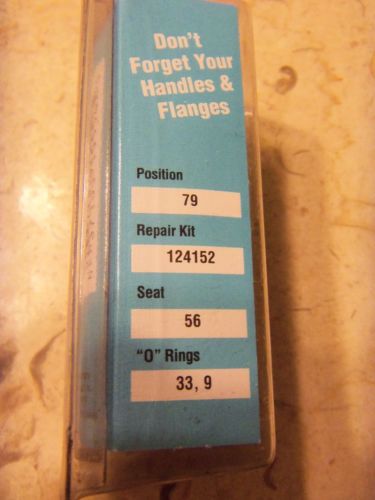 Don't
Forget Your
Handles &
Flanges
Position
79
Repair Kit
124152
Seat
56
"O" Rings
33, 9